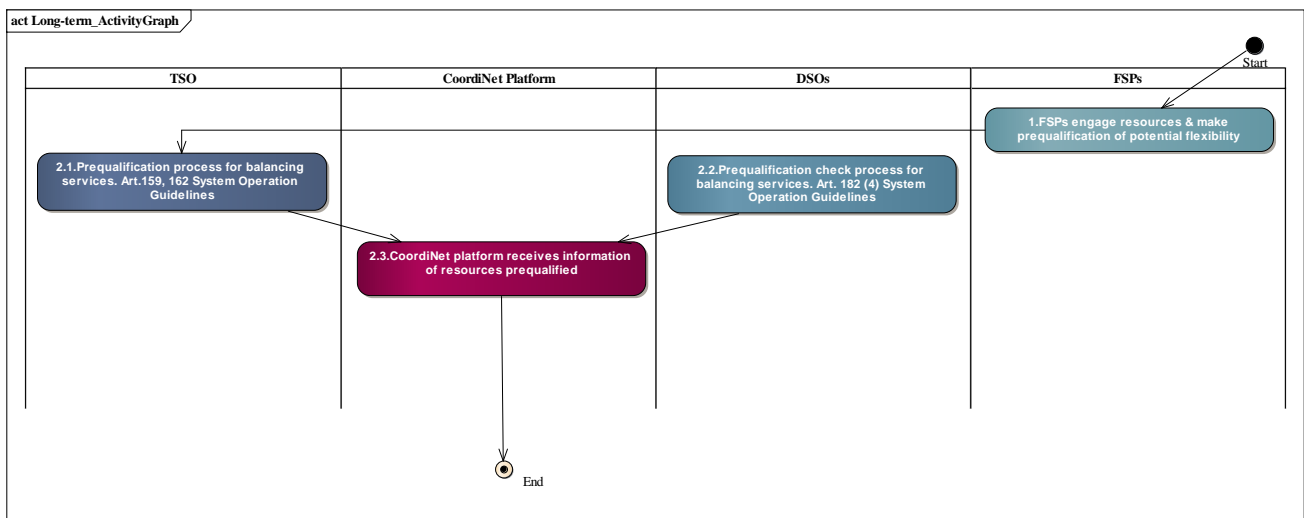 act Long-term_ActivityGraph
Start
TSO
CoordiNet Platform
DSOs
FSPs
1.FSPs engage resources & make
prequalification of potential flexibility
2.1.Prequalification process for balancing
services. Art.159, 162 System Operation
Guidelines
2.2.Prequalification check process for
balancing services. Art. 182 (4) System
Operation Guidelines
2.3.CoordiNet platform receives information
of resources prequalified
End